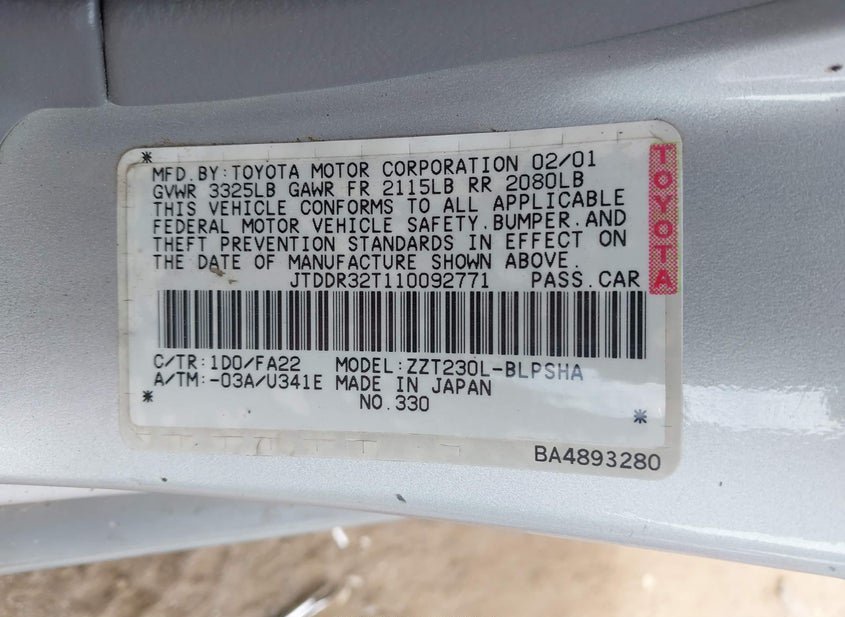 MFD.BY:TOYOTA MOTOR CORPORATION 02/01
GVWR 3325LB GAWR FR 2115LB RR 2080LB
THIS VEHICLE CONFORMS TO ALL APPLICABLE
FEDERAL MOTOR VEHICLE SAFETY.BUMPER.AND
THEFT PREVENTION STANDARDS IN EFFECT ON
THE DATE OF MANUFACTURE SHOWN ABOVE.
JTDDR32T110092771 PASS.CAR
TOYOTA
C/TR:1D0/FA22 MODEL:ZZT230L-BLPSHA
A/TM:-03A/U341E MADE IN JAPAN
NO.330
BA4893280